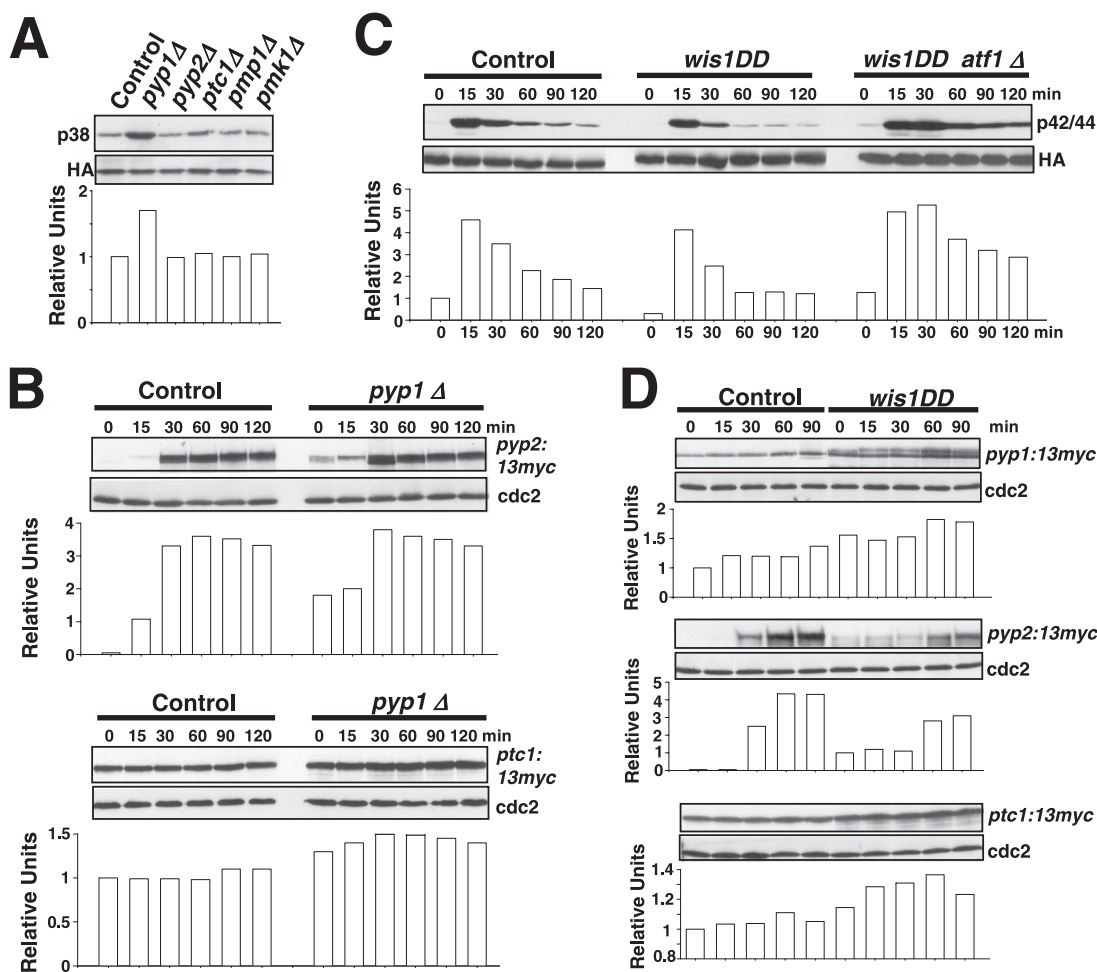 A
Control
pyp1Δ
pyp2Δ
ptc1Δ
pmp1Δ
pmk1Δ
p38
HA
2
1
0
Relative Units
B
Control
pyp1 Δ
0 15 30 60 90 120 0 15 30 60 90 120 min
pyp2:
13myc
cdc2
4
3
2
1
0
Relative Units
Control
pyp1 Δ
0 15 30 60 90 120 0 15 30 60 90 120 min
ptc1:
13myc
cdc2
1.5
1
0.5
0
Relative Units
C
Control
wis1DD
wis1DD atf1 Δ
0 15 30 60 90 120 0 15 30 60 90 120 0 15 30 60 90 120 min
p42/44
HA
6
5
4
3
2
1
0
Relative Units
0 15 30 60 90 120 0 15 30 60 90 120 0 15 30 60 90 120 min
D
Control
wis1DD
0 15 30 60 90 0 15 30 60 90 min
pyp1:13myc
cdc2
2
1
0
Relative Units
pyp2:13myc
cdc2
5
4
3
2
1
0
Relative Units
ptc1:13myc
cdc2
1.4
1.2
1
0.8
Relative Units